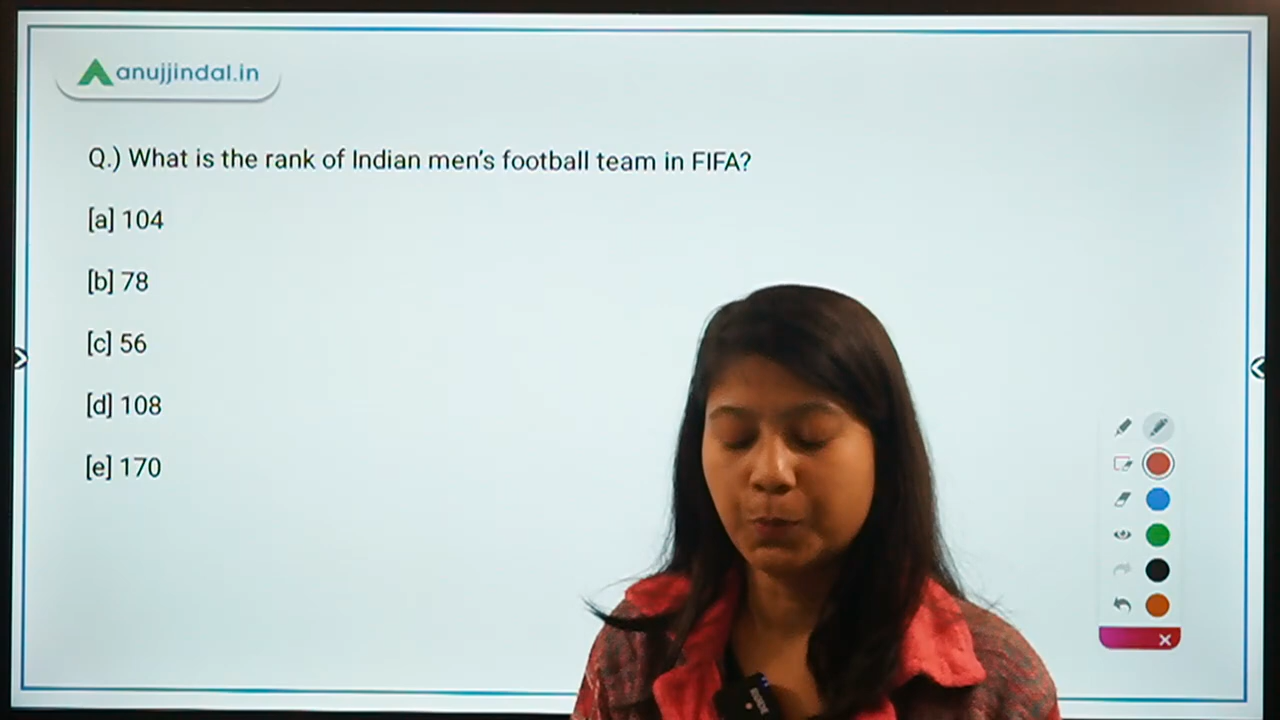 anujjindal.in
Q.) What is the rank of Indian men's football team in FIFA?
[a] 104
[b] 78
[c] 56
[d] 108
[e] 170